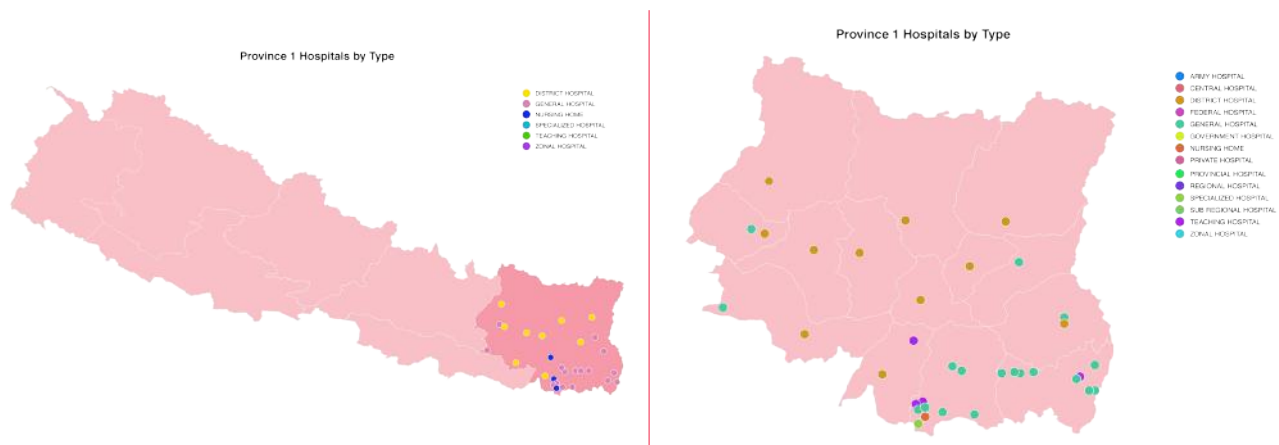 Province 1 Hospitals by Type
DISTRICT HOSPITAL
GENERAL HOSPITAL
NURSING HOME
SPECIALIZED HOSPITAL
TEACHING HOSPITAL
ZONAL HOSPITAL
Province 1 Hospitals by Type
ARMY HOSPITAL
CENTRAL HOSPITAL
DISTRICT HOSPITAL
FEDERAL HOSPITAL
GENERAL HOSPITAL
GOVERNMENT HOSPITAL
NURSING HOME
PRIVATE HOSPITAL
PROVINCIAL HOSPITAL
REGIONAL HOSPITAL
SPECIALIZED HOSPITAL
SUB REGIONAL HOSPITAL
TEACHING HOSPITAL
ZONAL HOSPITAL